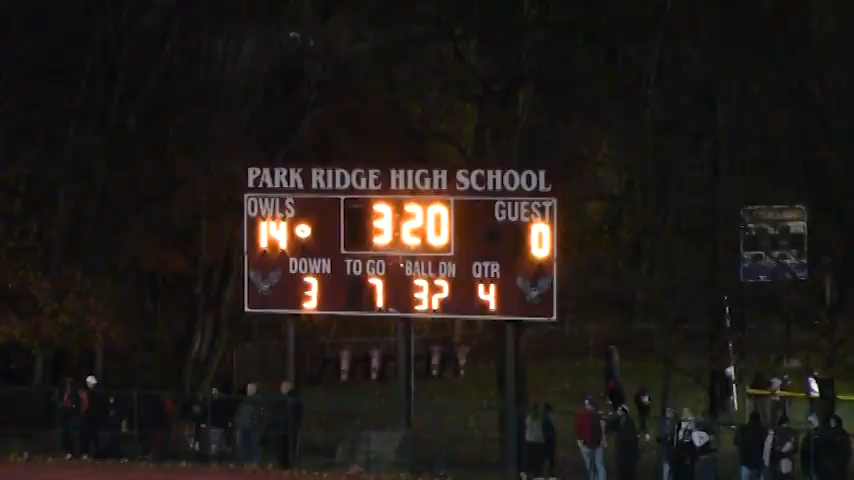 PARK RIDGE HIGH SCHOOL
OWLS 3 20 GUEST
14 0
DOWN TO GO BALL ON QTR
3 7 37 4